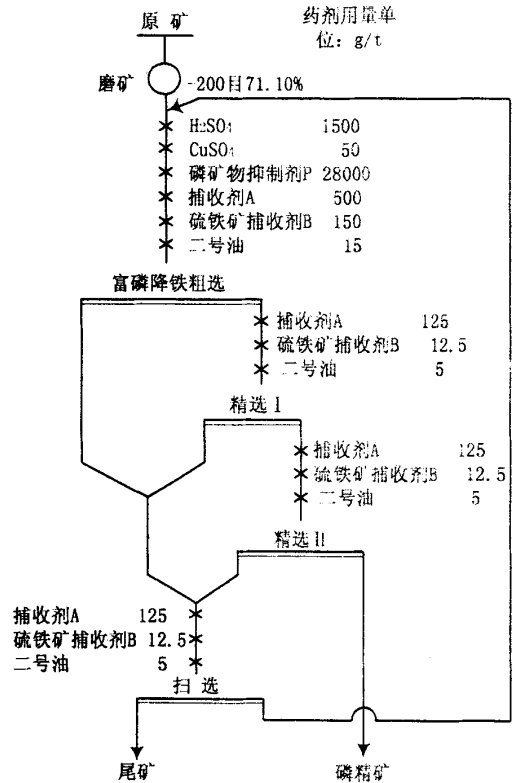 原 矿
药剂用量单
位: g/t
磨矿
-200目71.10%
H₂SO₄ 1500
CuSO₄ 50
磷矿物抑制剂P 28000
捕收剂A 500
硫铁矿捕收剂B 150
二号油 15
富磷降铁粗选
捕收剂A 125
硫铁矿捕收剂B 12.5
二号油 5
精选 I
捕收剂A 125
硫铁矿捕收剂B 12.5
二号油 5
精选 II
捕收剂A 125
硫铁矿捕收剂B 12.5
二号油 5
扫 选
尾矿
磷精矿